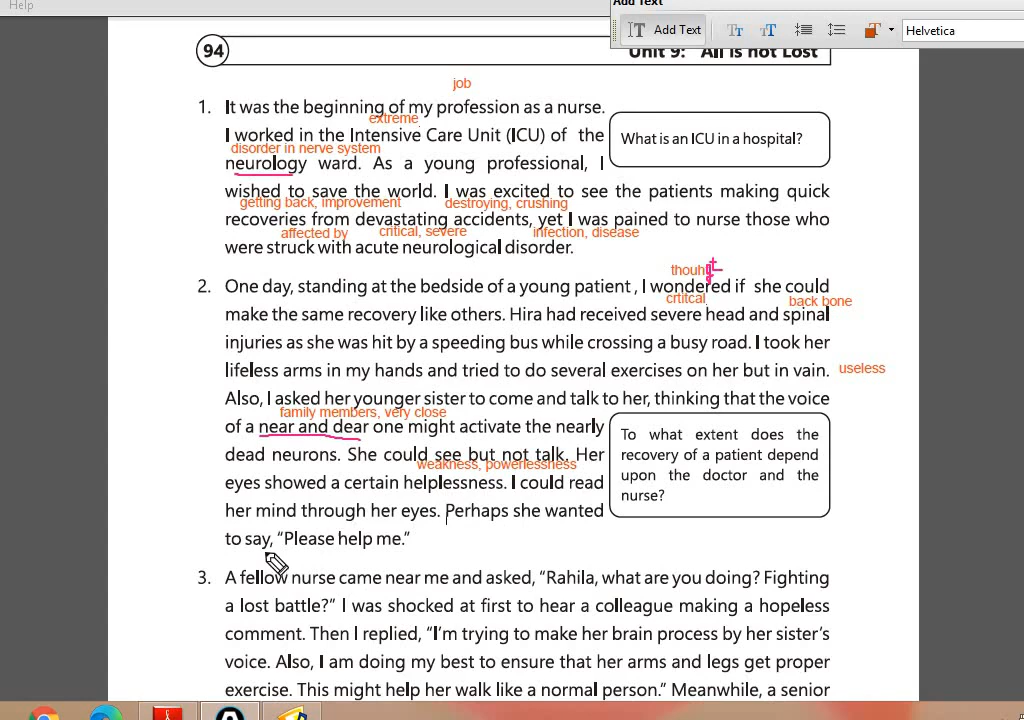 Help
Add Text
Add Text
Helvetica
94
Unit 9: All is not Lost
job
1. It was the beginning of my profession as a nurse.
extreme
I worked in the Intensive Care Unit (ICU) of the
What is an ICU in a hospital?
disorder in nerve system
neurology ward. As a young professional, I
wished to save the world. I was excited to see the patients making quick
getting back, improvement destroying, crushing
recoveries from devastating accidents, yet I was pained to nurse those who
affected by critical, severe infection, disease
were struck with acute neurological disorder.
thouht
2. One day, standing at the bedside of a young patient , I wondered if she could
crtitcal back bone
make the same recovery like others. Hira had received severe head and spinal
injuries as she was hit by a speeding bus while crossing a busy road. I took her
lifeless arms in my hands and tried to do several exercises on her but in vain. useless
Also, I asked her younger sister to come and talk to her, thinking that the voice
family members, very close
of a near and dear one might activate the nearly
dead neurons. She could see but not talk. Her
weakness, powerlessness
eyes showed a certain helplessness. I could read
her mind through her eyes. Perhaps she wanted
to say, “Please help me.”
To what extent does the
recovery of a patient depend
upon the doctor and the
nurse?
3. A fellow nurse came near me and asked, “Rahila, what are you doing? Fighting
a lost battle?” I was shocked at first to hear a colleague making a hopeless
comment. Then I replied, “I’m trying to make her brain process by her sister’s
voice. Also, I am doing my best to ensure that her arms and legs get proper
exercise. This might help her walk like a normal person.” Meanwhile, a senior